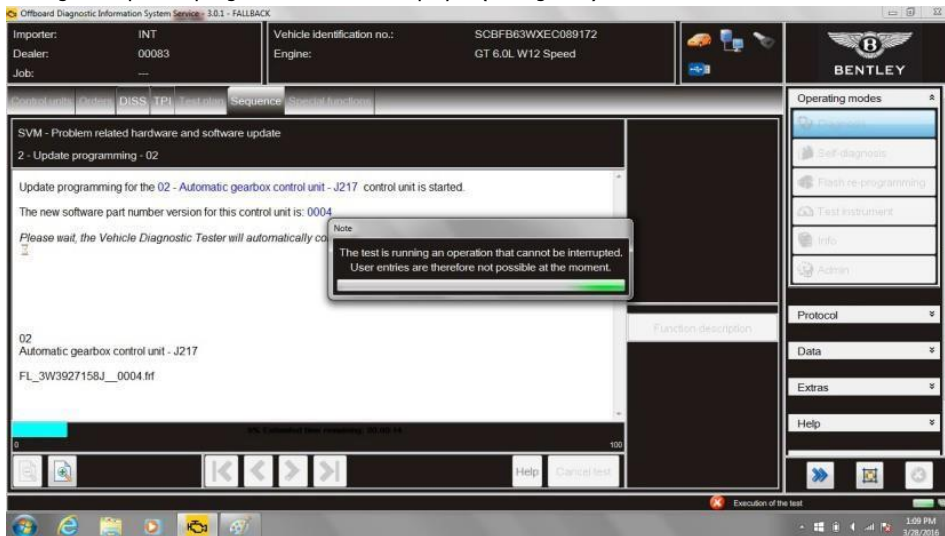 Offboard Diagnostic Information System Service - 3.0.1 - FALLBACK
Importer: INT
Dealer: 00083
Job: ---
Vehicle identification no.: SCBFB63WXEC089172
Engine: GT 6.0L W12 Speed
BENTLEY
Control units Orders DISS TPI Test plan Sequence Special functions
SVM - Problem related hardware and software update
2 - Update programming - 02
Update programming for the 02 - Automatic gearbox control unit - J217 control unit is started.
The new software part number version for this control unit is: 0004
Please wait, the Vehicle Diagnostic Tester will automatically co
Note
The test is running an operation that cannot be interrupted.
User entries are therefore not possible at the moment.
02
Automatic gearbox control unit - J217
FL_3W3927158J__0004.frf
0 100
Function description
Help Cancel test
Operating modes
Diagnosis
Self-diagnosis
Flash re-programming
Test instrument
Info
Admin
Protocol
Data
Extras
Help
Execution of the test
1:09 PM
3/28/2016